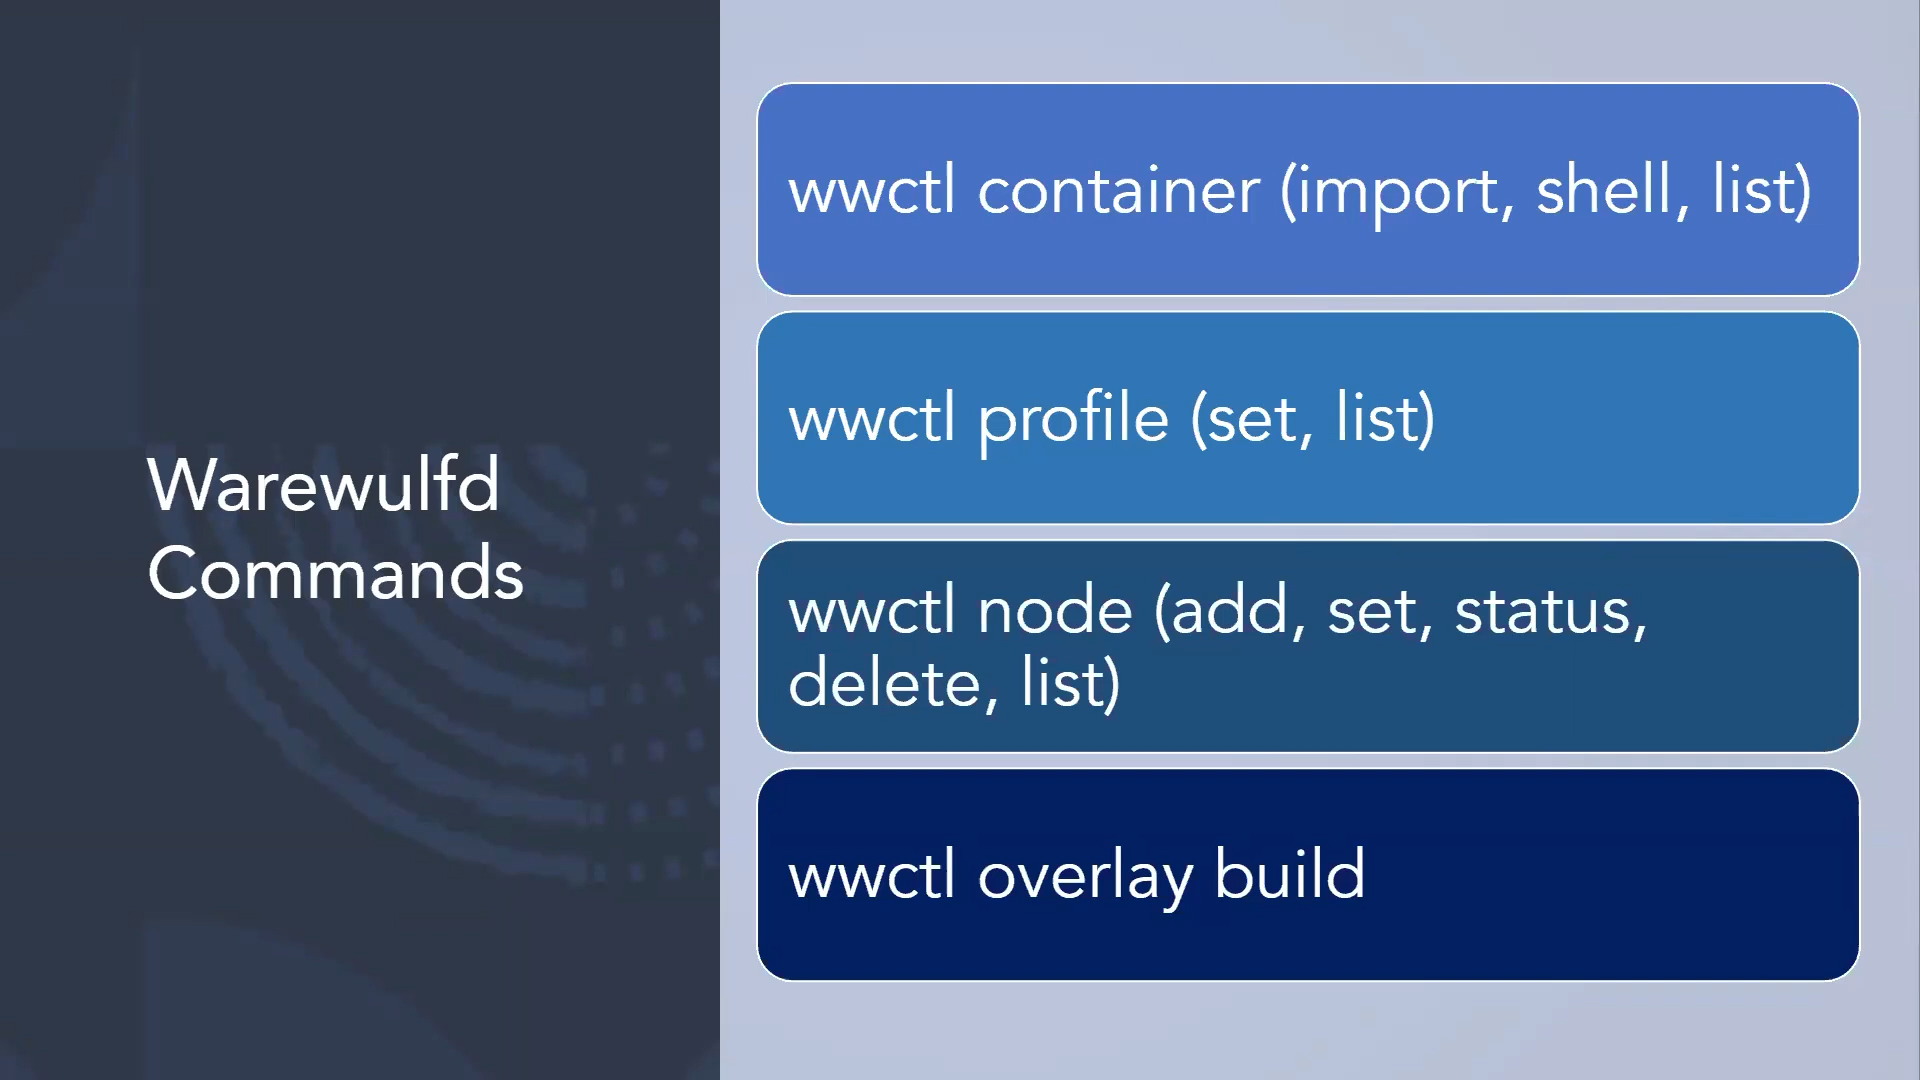 Warewulfd
Commands
wwctl container (import, shell, list)
wwctl profile (set, list)
wwctl node (add, set, status,
delete, list)
wwctl overlay build